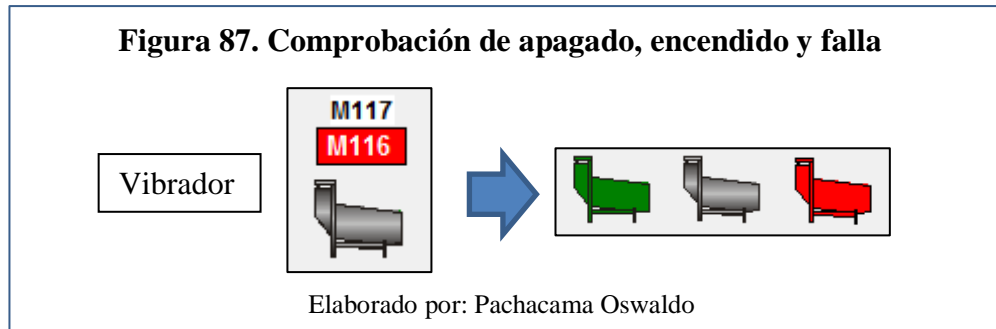 Figura 87. Comprobación de apagado, encendido y falla
M117
M116
Vibrador
Elaborado por: Pachacama Oswaldo